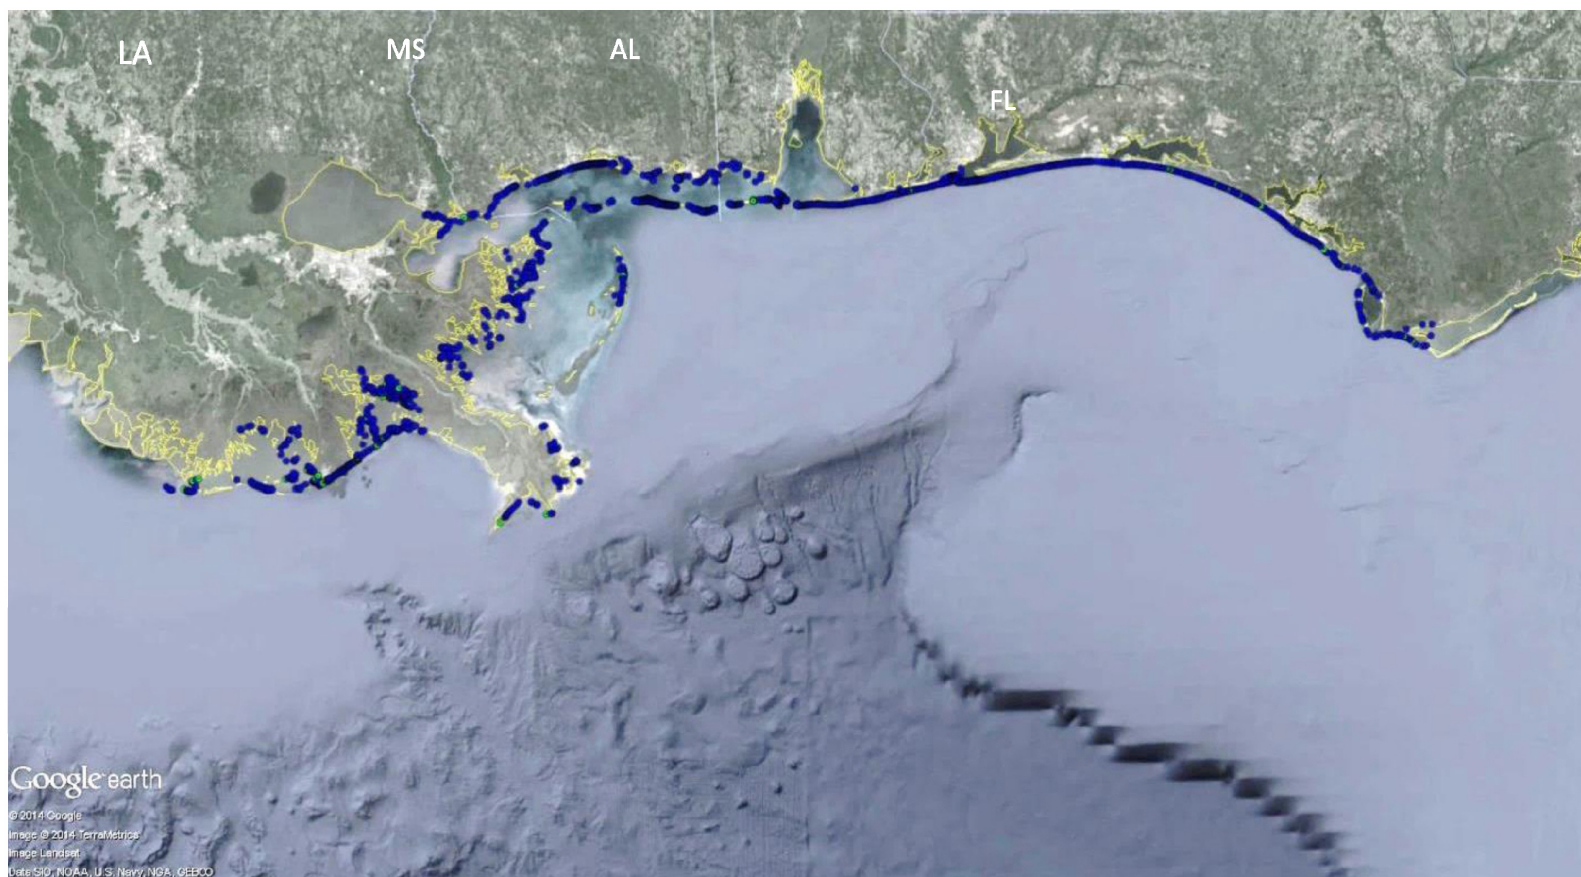 LA
MS
AL
FL
Google earth
© 2014 Google
Image © 2014 TerraMetrics
Image Landsat
Data SIO, NOAA, U.S. Navy, NGA, GEBCO